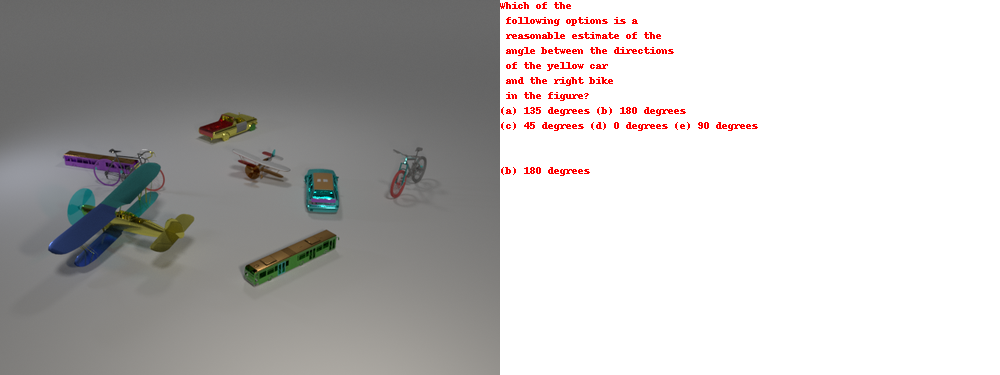 Which of the
following options is a
reasonable estimate of the
angle between the directions
of the yellow car
and the right bike
in the figure?
(a) 135 degrees (b) 180 degrees
(c) 45 degrees (d) 0 degrees (e) 90 degrees
(b) 180 degrees